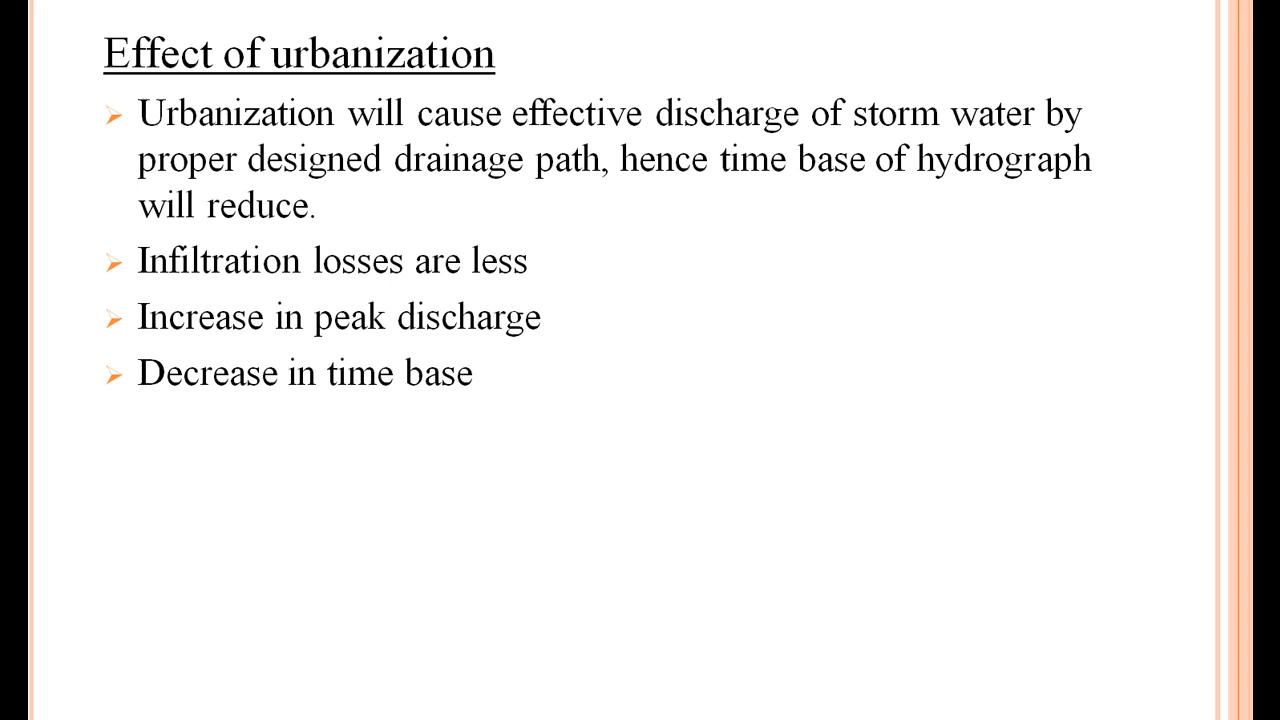 Effect of urbanization
➢ Urbanization will cause effective discharge of storm water by
proper designed drainage path, hence time base of hydrograph
will reduce.
➢ Infiltration losses are less
➢ Increase in peak discharge
➢ Decrease in time base